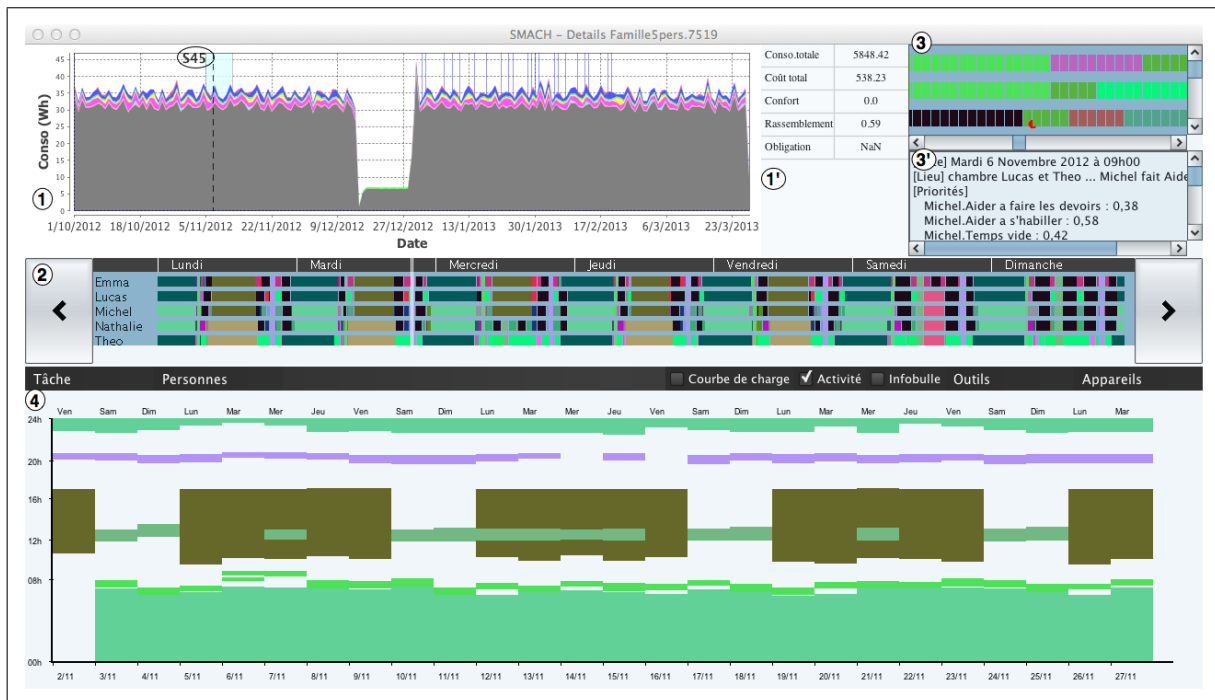 SMACH - Details Famille5pers.7519
S45
Conso (Wh)
45
40
35
30
25
20
15
10
5
0
1
1/10/2012 18/10/2012 5/11/2012 22/11/2012 9/12/2012 27/12/2012 13/1/2013 30/1/2013 17/2/2013 6/3/2013 23/3/2013
Date
Conso.totale 5848.42
Coût total 538.23
Confort 0.0
Rassemblement 0.59
Obligation NaN
1'
3
3'
e] Mardi 6 Novembre 2012 à 09h00
[Lieu] chambre Lucas et Theo ... Michel fait Aide
[Priorités]
Michel.Aider a faire les devoirs : 0,38
Michel.Aider a s'habiller : 0,58
Michel.Temps vide : 0,42
2
Lundi Mardi Mercredi Jeudi Vendredi Samedi Dimanche
Emma
Lucas
Michel
Nathalie
Theo
Tâche Personnes Courbe de charge Activité Infobulle Outils Appareils
4
Ven Sam Dim Lun Mar Mer Jeu Ven Sam Dim Lun Mar Mer Jeu Ven Sam Dim Lun Mar Mer Jeu Ven Sam Dim Lun Mar
24h
20h
16h
12h
08h
00h
2/11 3/11 4/11 5/11 6/11 7/11 8/11 9/11 10/11 11/11 12/11 13/11 14/11 15/11 16/11 17/11 18/11 19/11 20/11 21/11 22/11 23/11 24/11 25/11 26/11 27/11